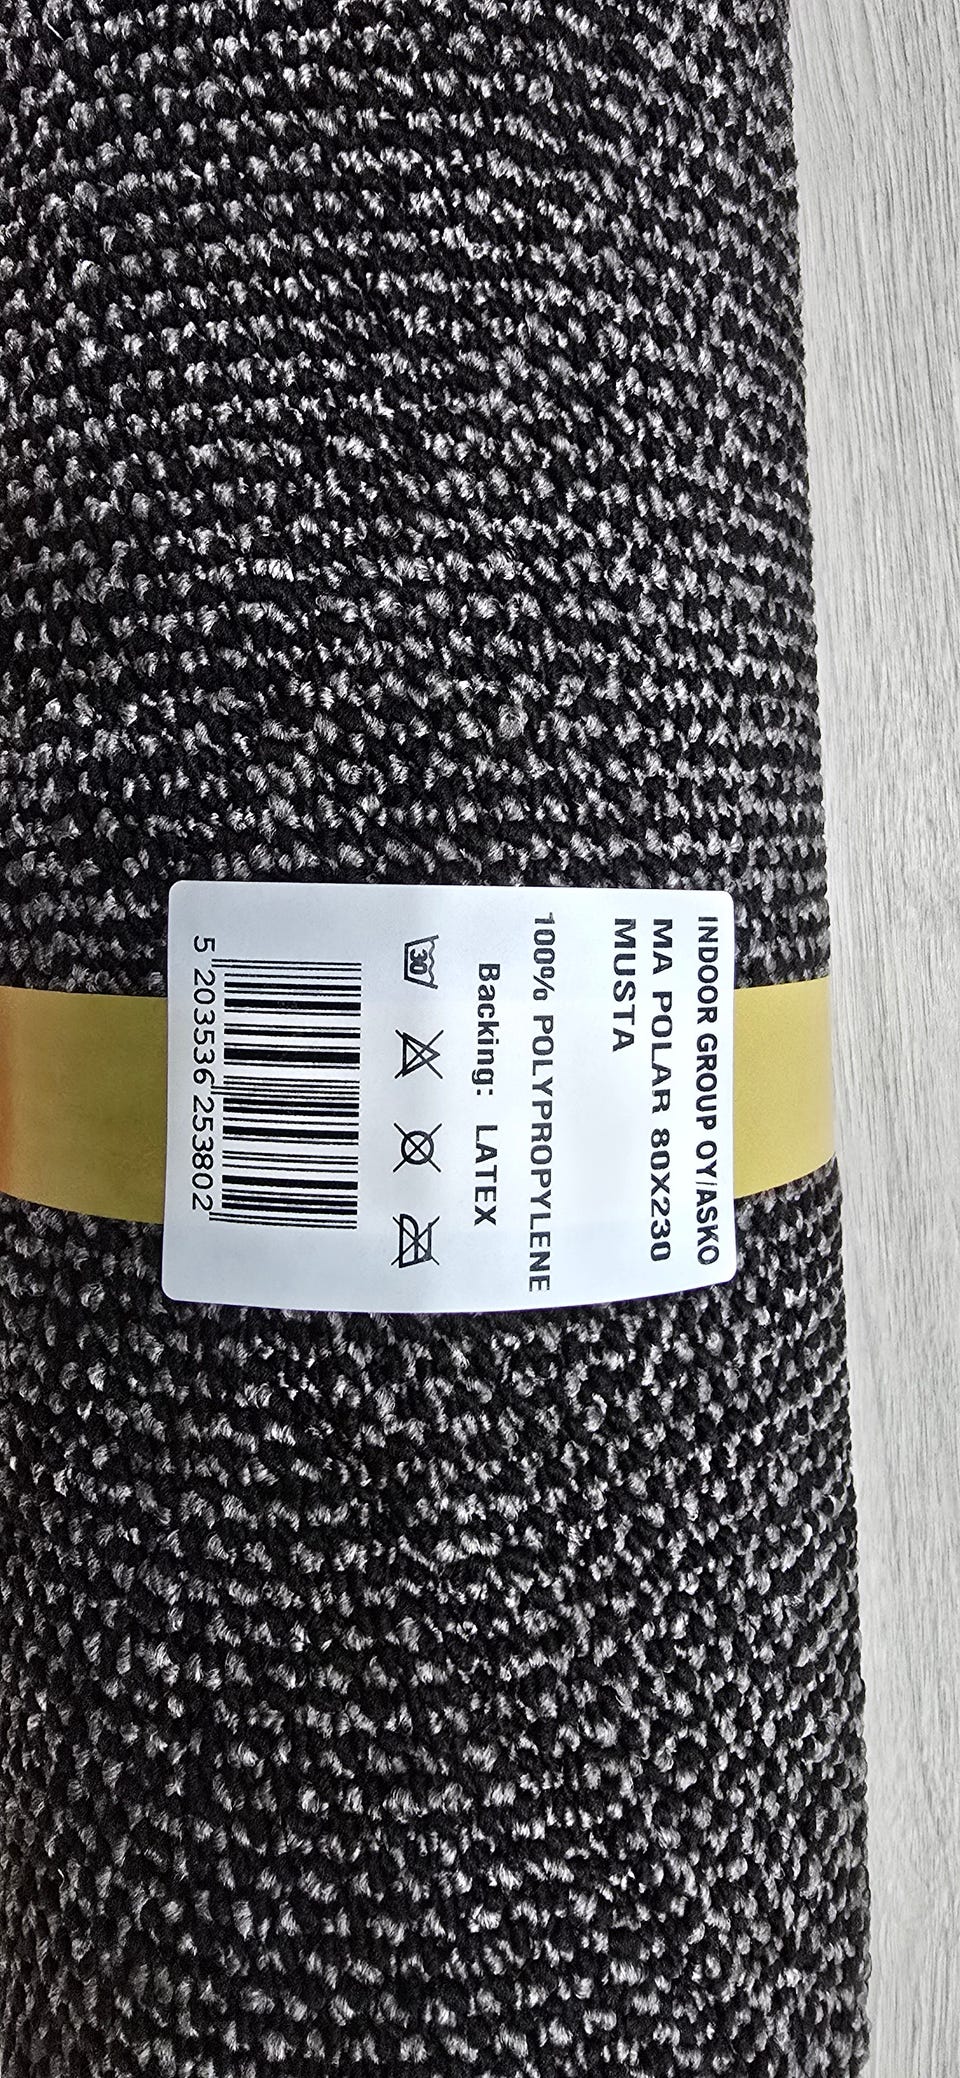 INDOOR GROUP OY/ASKO
MA POLAR 80X230
MUSTA
100% POLYPROPYLENE
Backing: LATEX
30
5 203536 253802